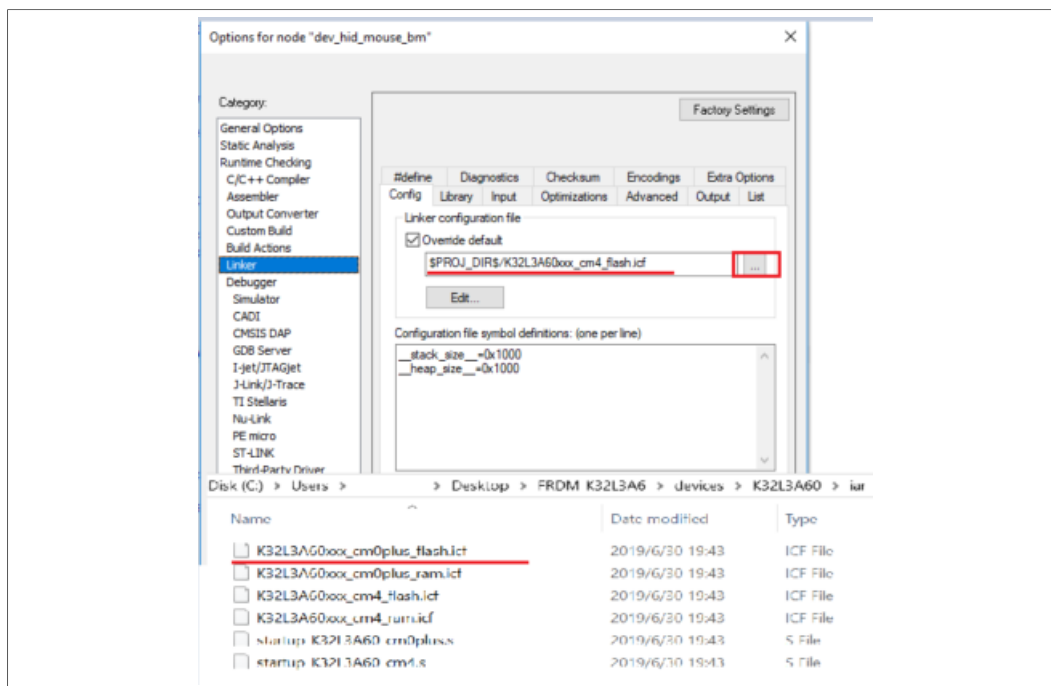 Options for node "dev_hid_mouse_bm"
Category:
Factory Settings
General Options
Static Analysis
Runtime Checking
C/C++ Compiler
Assembler
Output Converter
Custom Build
Build Actions
Linker
Debugger
Simulator
CADI
CMSIS DAP
GDB Server
I-jet/JTAGjet
J-Link/J-Trace
TI Stellaris
Nu-Link
PE micro
ST-LINK
Third-Party Driver
#define Diagnostics Checksum Encodings Extra Options
Config Library Input Optimizations Advanced Output List
Linker configuration file
Override default
$PROJ_DIR$/K32L3A60xxx_cm4_flash.icf
...
Edit...
Configuration file symbol definitions: (one per line)
__stack_size__=0x1000
__heap_size__=0x1000
Disk (C:) > Users > > Desktop > FRDM K32L3A6 > devices > K32L3A60 > iar
Name Date modified Type
K32L3A60xxx_cm0plus_flash.icf 2019/6/30 19:43 ICF File
K32L3A60xxx_cm0plus_ram.icf 2019/6/30 19:43 ICF File
K32L3A60xxx_cm4_flash.icf 2019/6/30 19:43 ICF File
K32L3A60xxx_cm4_ram.icf 2019/6/30 19:43 ICF File
startup_K32L3A60_cm0plus.s 2019/6/30 19:43 S File
startup_K32L3A60_cm4.s 2019/6/30 19:43 S File